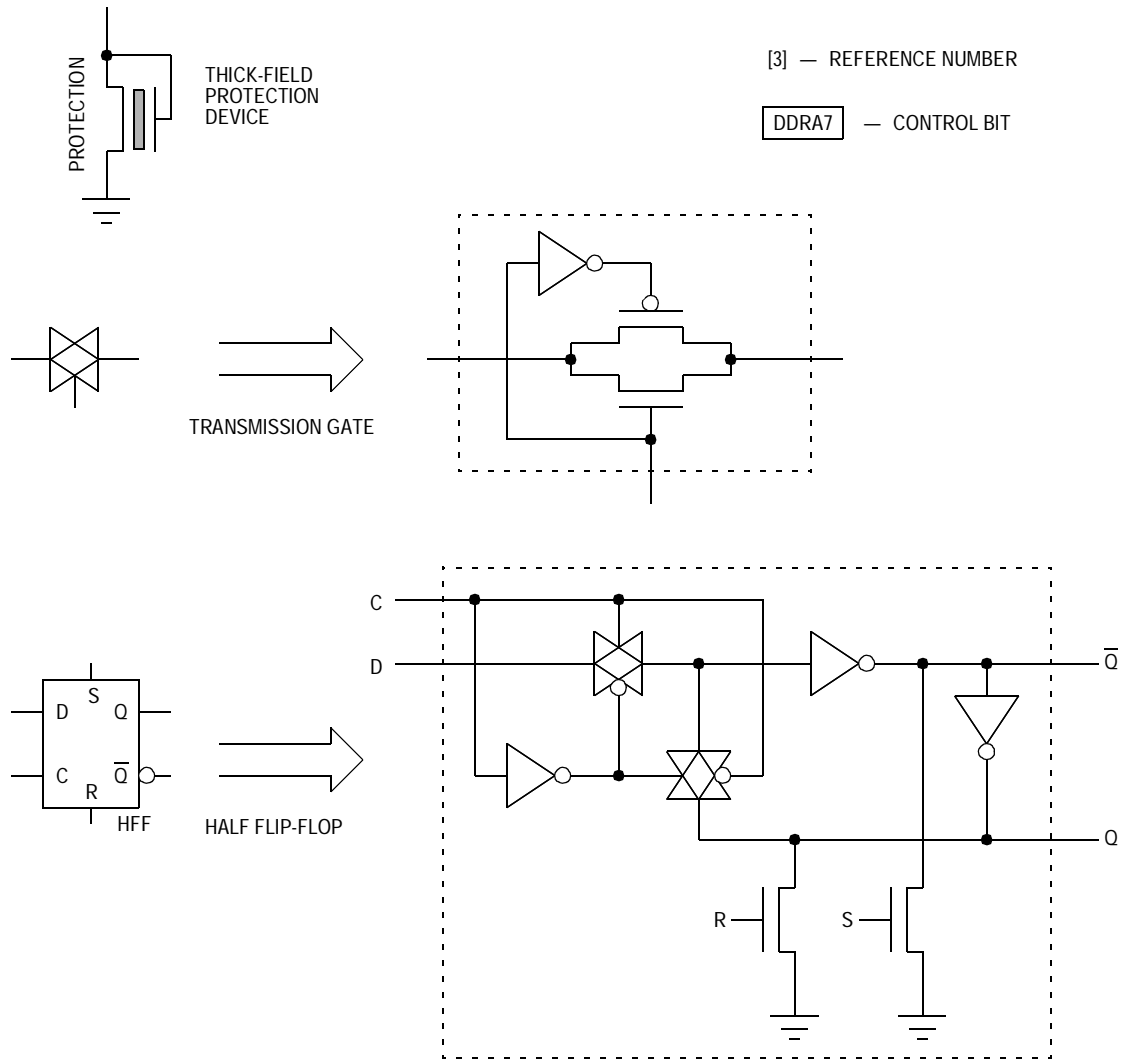 PROTECTION
THICK-FIELD
PROTECTION
DEVICE
[3] — REFERENCE NUMBER
DDRA7 — CONTROL BIT
TRANSMISSION GATE
C
D
Q̅
S
D Q
C Q̅
R
HFF
HALF FLIP-FLOP
Q
R
S